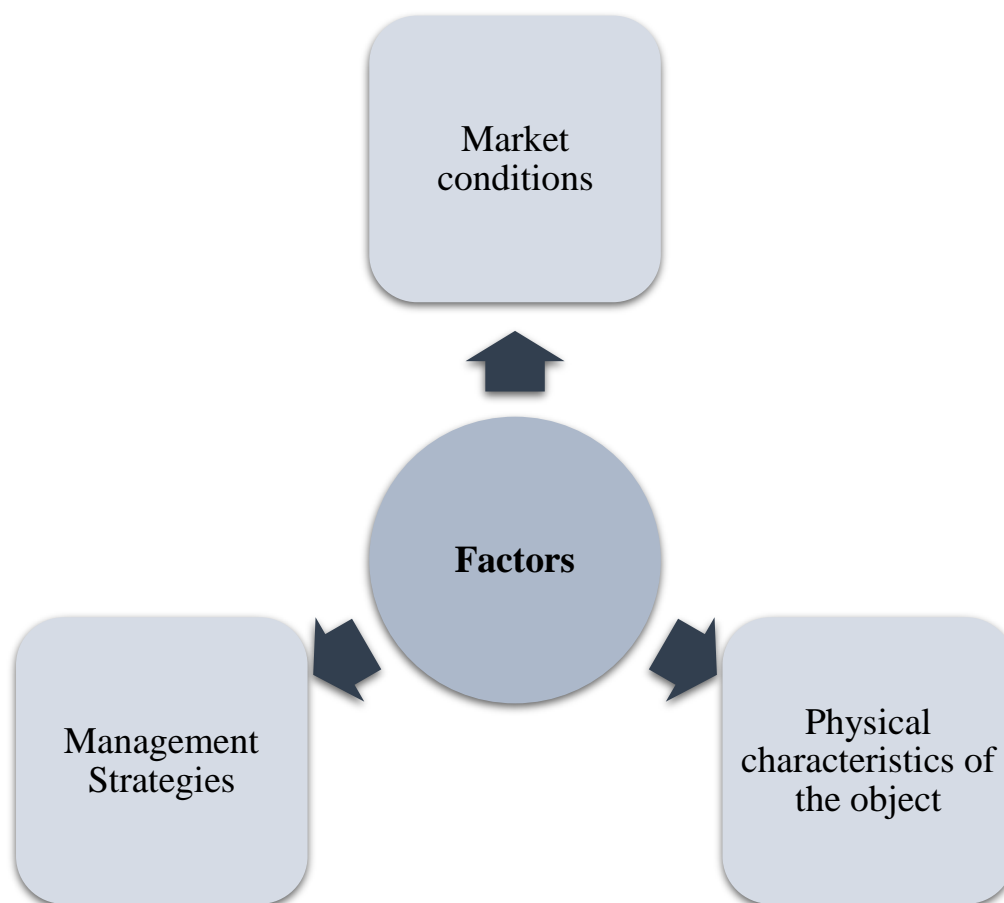 Market
conditions
Factors
Management
Strategies
Physical
characteristics of
the object